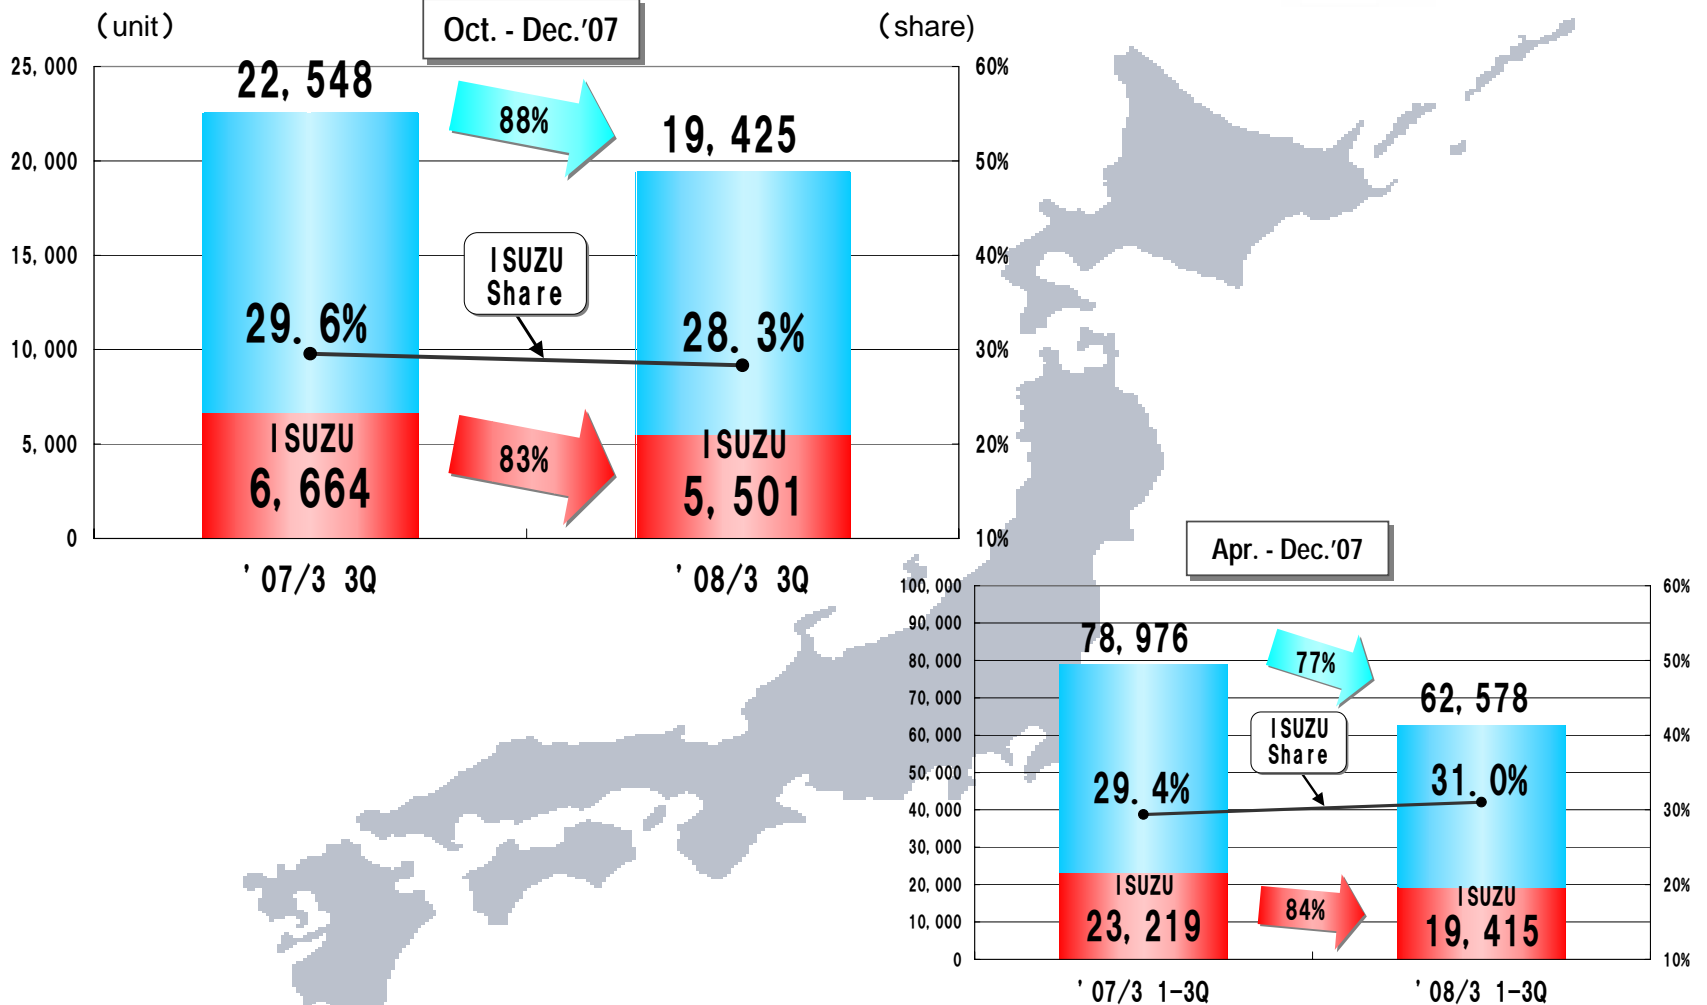 (unit)
Oct. - Dec.'07
(share)
25,000
20,000
15,000
10,000
5,000
0
60%
50%
40%
30%
20%
10%
22,548
88%
19,425
ISUZU
Share
29.6%
28.3%
ISUZU
6,664
83%
ISUZU
5,501
'07/3 3Q
'08/3 3Q
Apr. - Dec.'07
100,000
90,000
80,000
70,000
60,000
50,000
40,000
30,000
20,000
10,000
0
60%
50%
40%
30%
20%
10%
78,976
77%
62,578
ISUZU
Share
29.4%
31.0%
ISUZU
23,219
84%
ISUZU
19,415
'07/3 1-3Q
'08/3 1-3Q